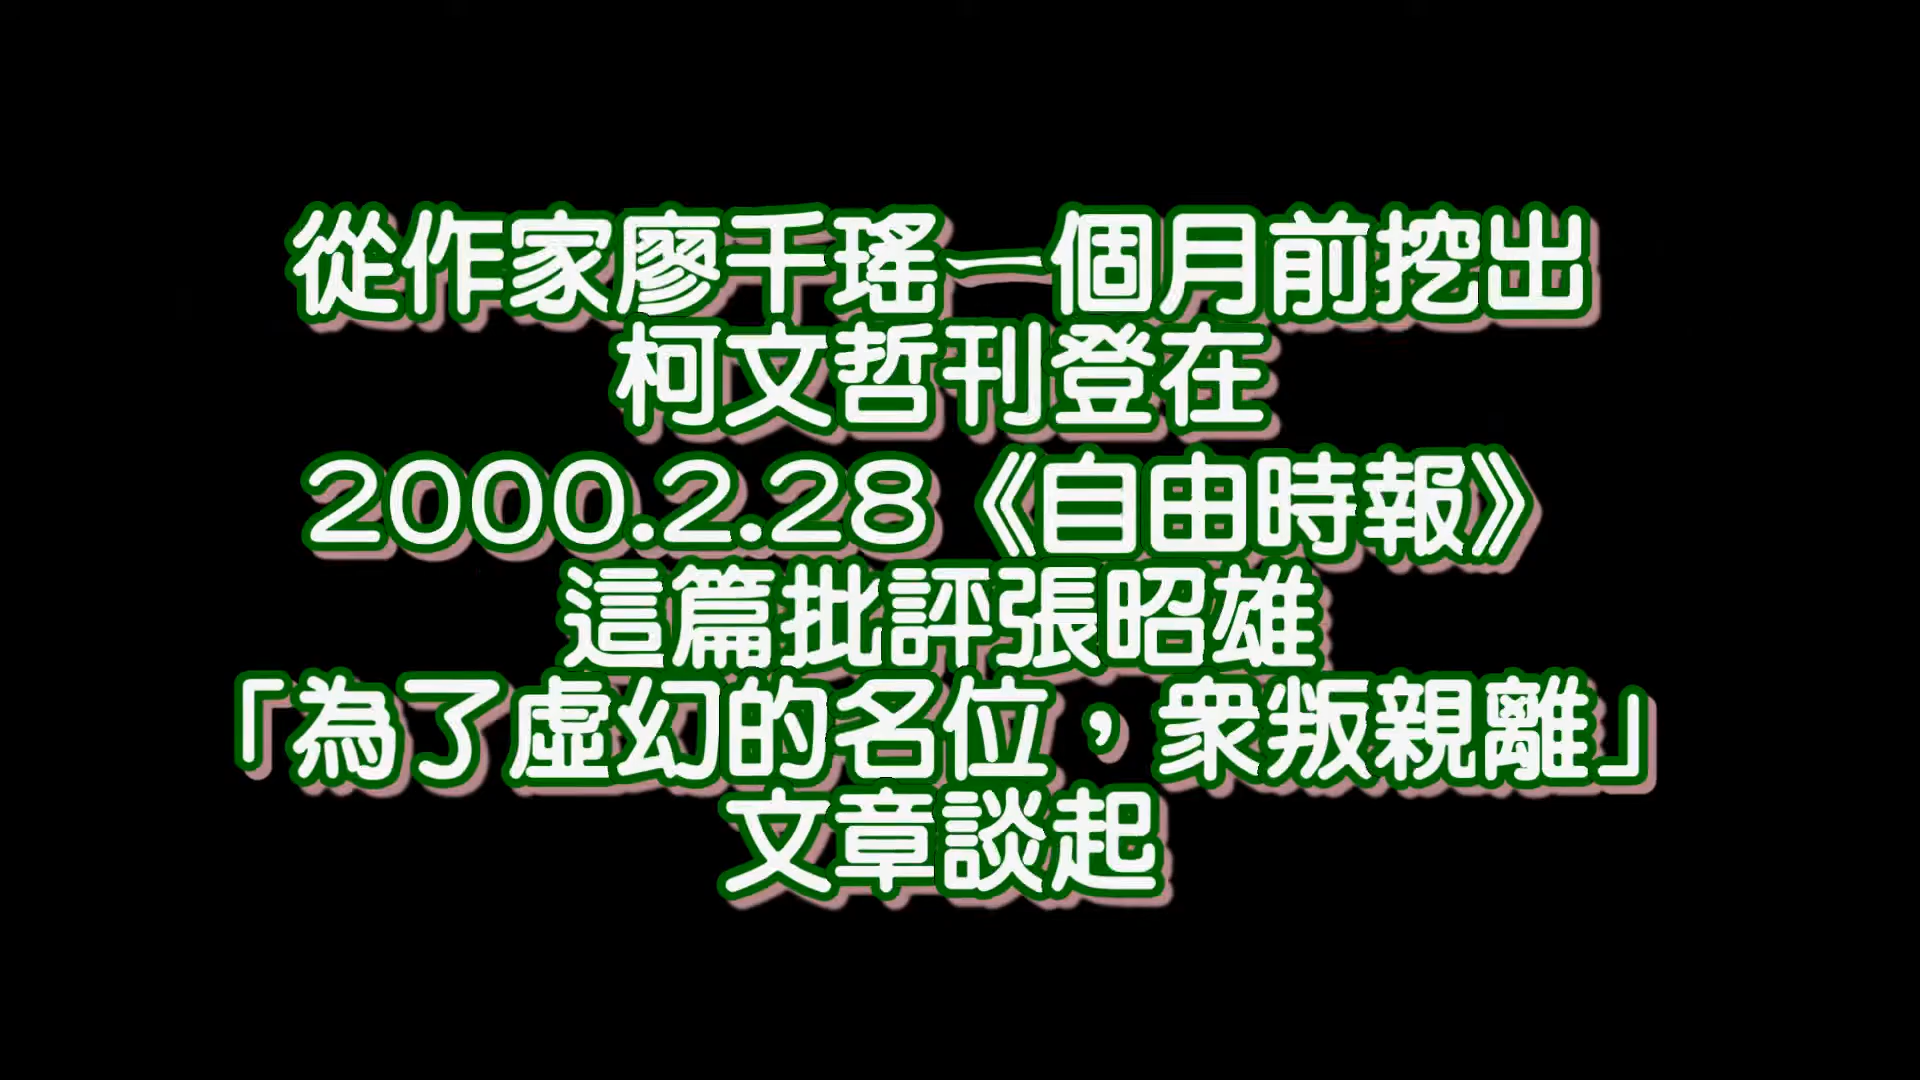 從作家廖千瑤一個月前挖出
柯文哲刊登在
2000.2.28《自由時報》
這篇批評張昭雄
「為了虛幻的名位，衆叛親離」
文章談起